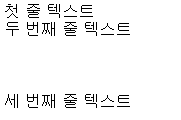 첫 줄 텍스트
두 번째 줄 텍스트
세 번째 줄 텍스트